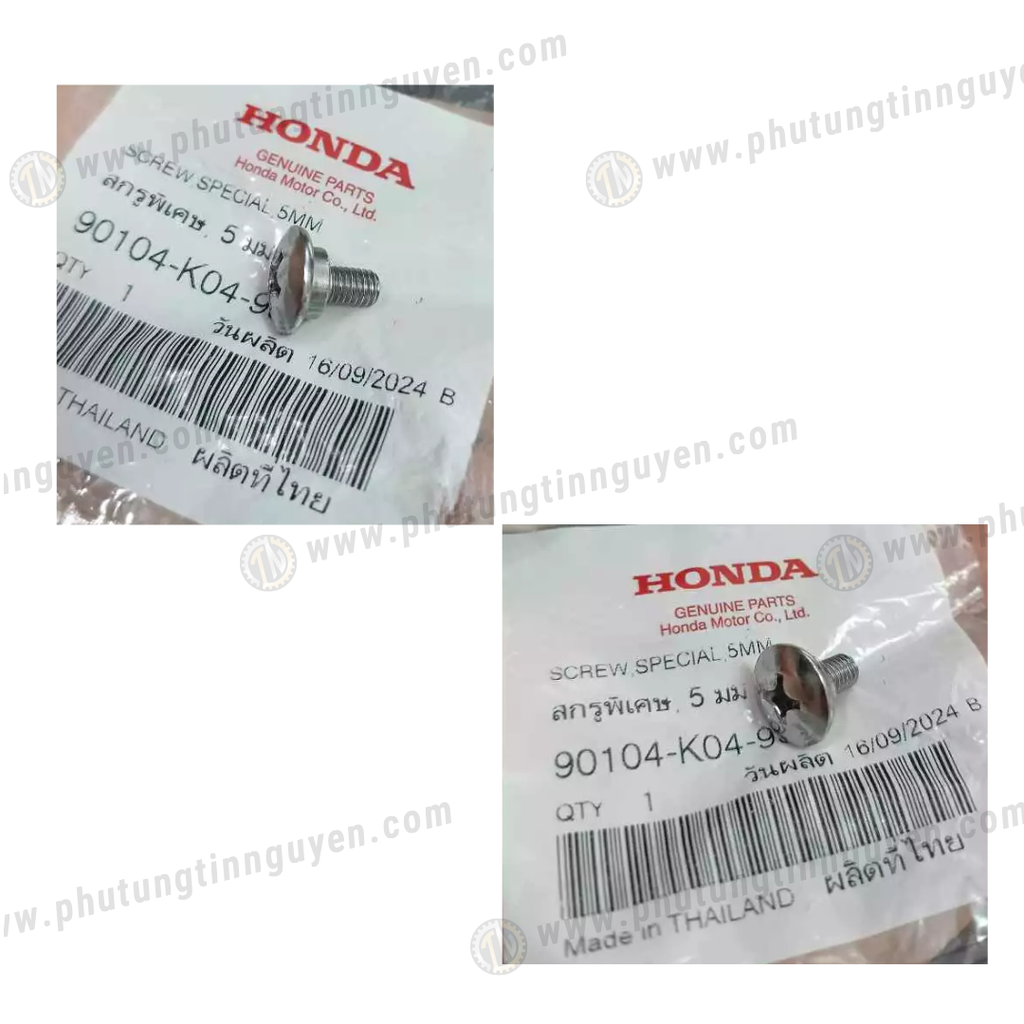 www.phutungtinnguyen.com
www.phutungtinnguy
HONDA
GENUINE PARTS
Honda Motor Co., Ltd.
SCREW,SPECIAL,5MM
สกรูพิเศษ, 5 มม
90104-K04-9
QTY 1
วันผลิต 16/09/2024 B
THAILAND ผลิตที่ไทย
nguyen.com
www.phutungtinnguyen.com
www.ph
HONDA
GENUINE PARTS
Honda Motor Co., Ltd.
SCREW,SPECIAL,5MM
สกรูพิเศษ, 5 มม
90104-K04-9
วันผลิต 16/09/2024 B
QTY 1
Made in THAILAND ผลิตที่ไทย
www.phutungtinnguyen.com
www.phutungtinnguyen.com